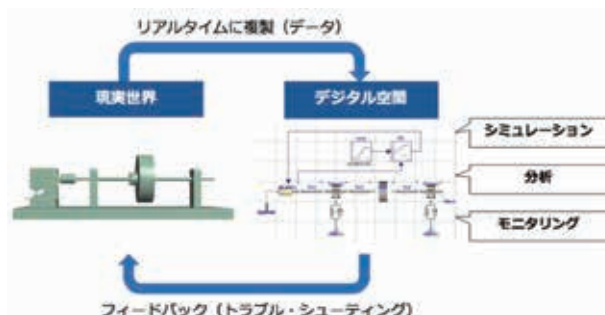 リアルタイムに複製（データ）
現実世界
デジタル空間
シミュレーション
分析
モニタリング
フィードバック（トラブル・シューティング）